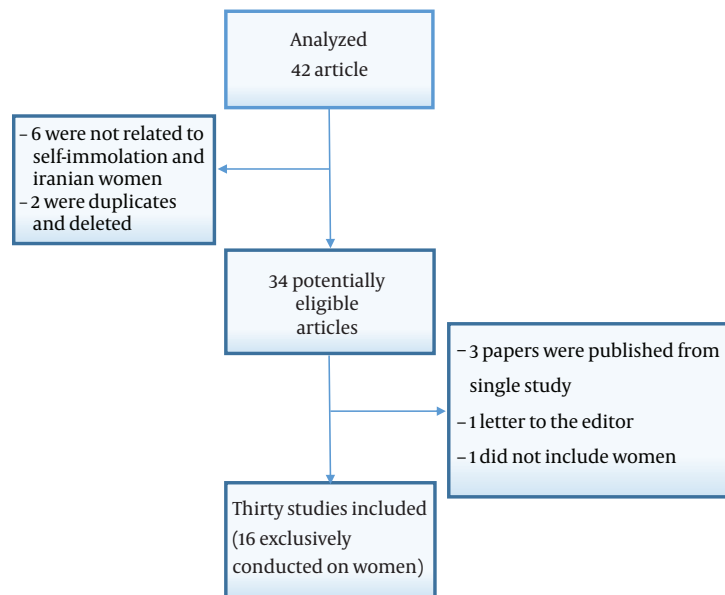 Analyzed
42 article
– 6 were not related to
self-immolation and
iranian women
– 2 were duplicates
and deleted
34 potentially
eligible
articles
– 3 papers were published from
single study
– 1 letter to the editor
– 1 did not include women
Thirty studies included
(16 exclusively
conducted on women)